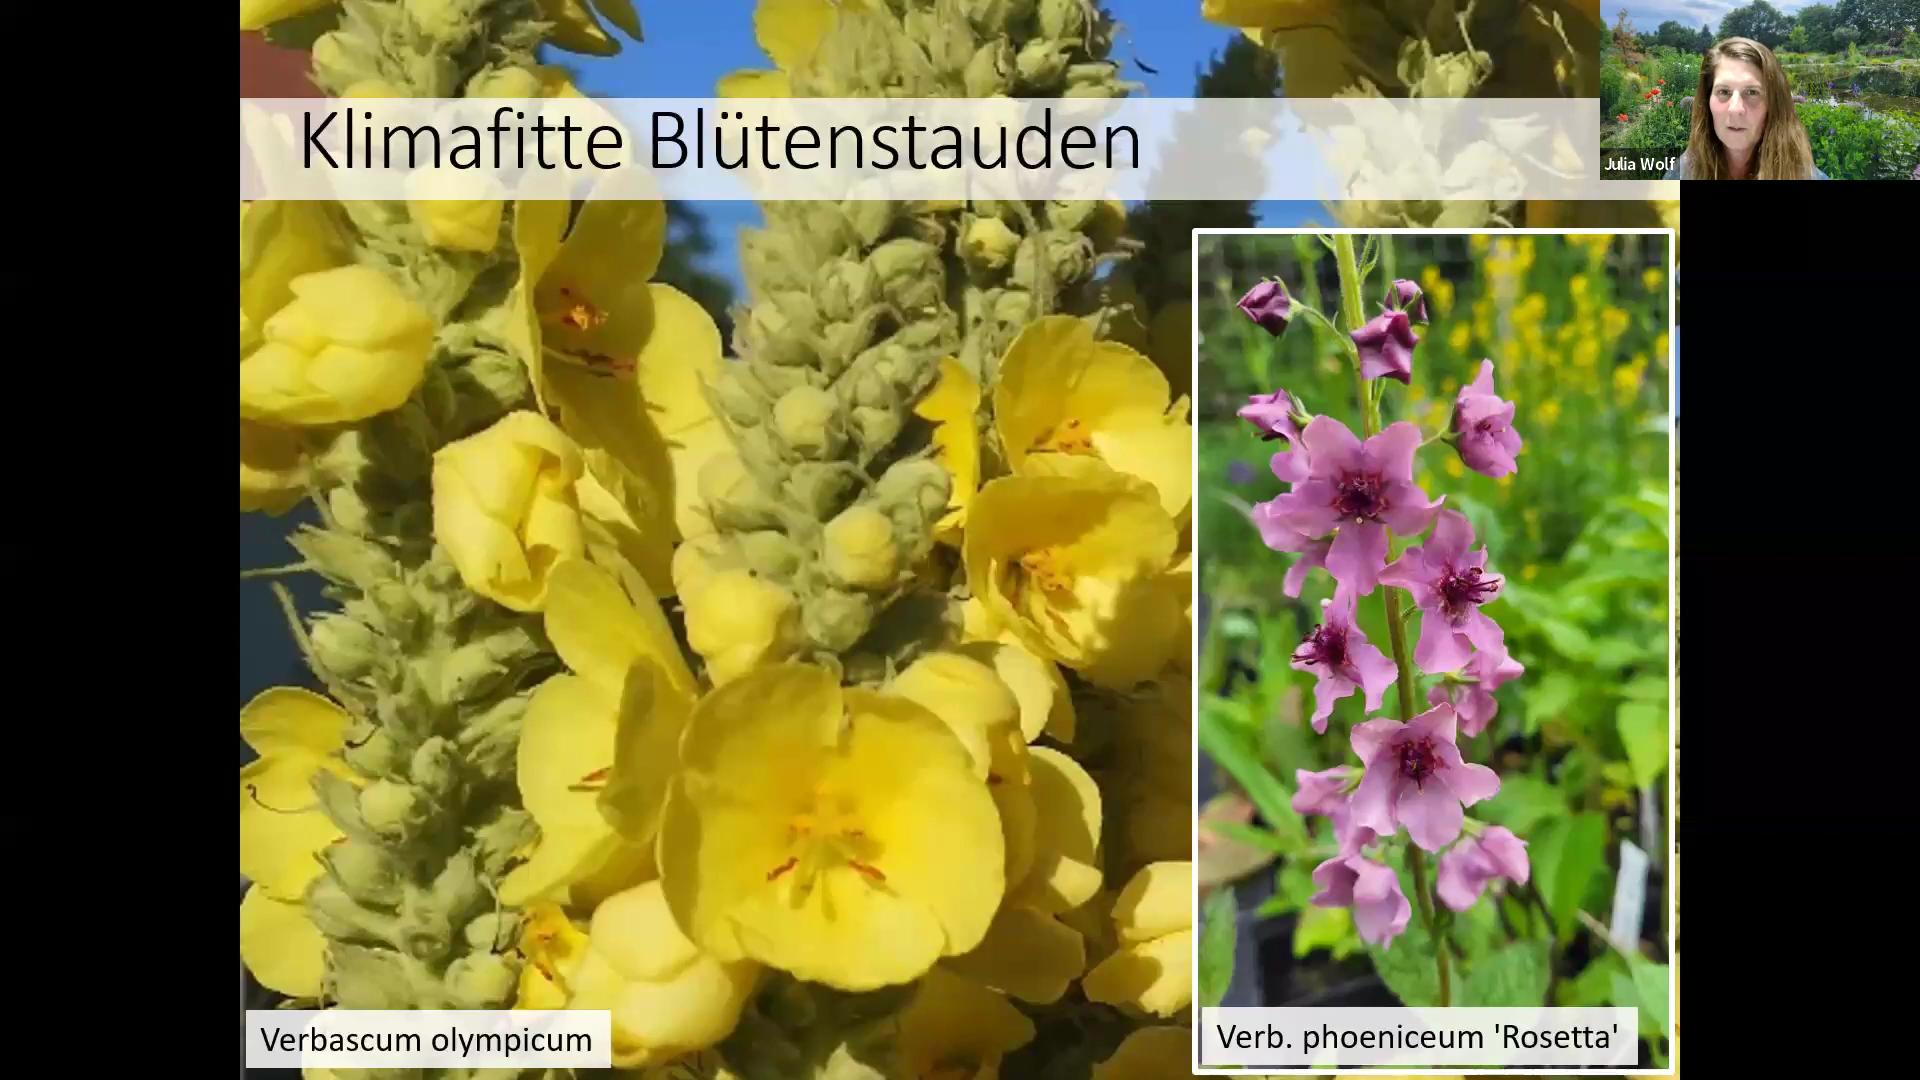 Klimafitte Blütenstauden
Julia Wolf
Verbascum olympicum
Verb. phoeniceum 'Rosetta'